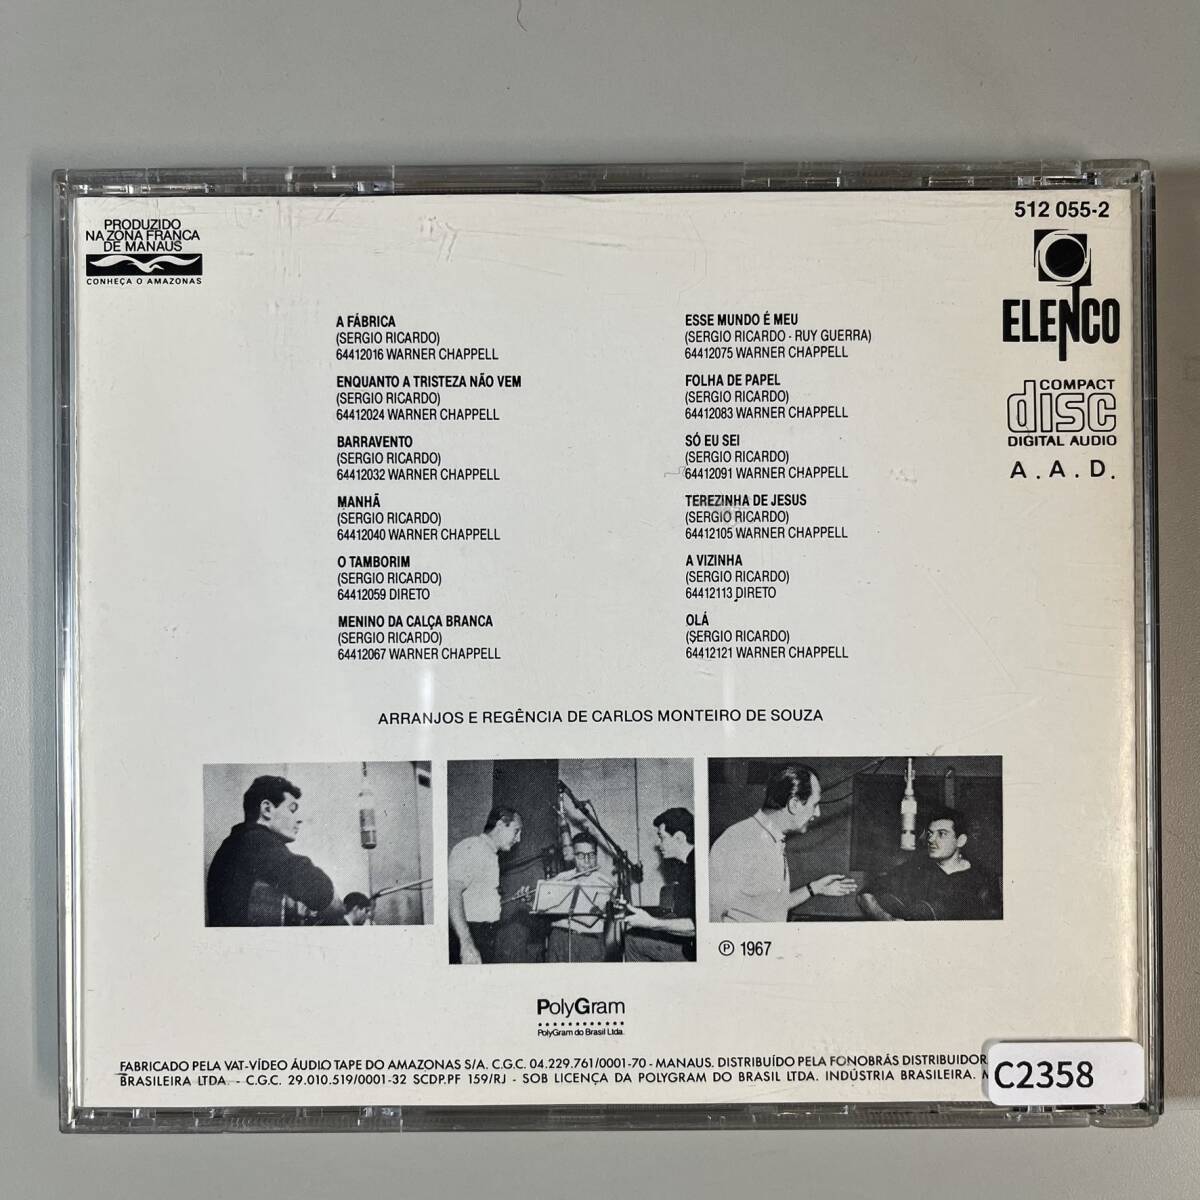 PRODUZIDO
NA ZONA FRANCA
DE MANAUS
CONHEÇA O AMAZONAS
512 055-2
ELENCO
COMPACT
disc
DIGITAL AUDIO
A.A.D.
A FÁBRICA
(SERGIO RICARDO)
64412016 WARNER CHAPPELL
ENQUANTO A TRISTEZA NÃO VEM
(SERGIO RICARDO)
64412024 WARNER CHAPPELL
BARRAVENTO
(SERGIO RICARDO)
64412032 WARNER CHAPPELL
MANHÃ
(SERGIO RICARDO)
64412040 WARNER CHAPPELL
O TAMBORIM
(SERGIO RICARDO)
64412059 DIRETO
MENINO DA CALÇA BRANCA
(SERGIO RICARDO)
64412067 WARNER CHAPPELL
ESSE MUNDO É MEU
(SERGIO RICARDO - RUY GUERRA)
64412075 WARNER CHAPPELL
FOLHA DE PAPEL
(SERGIO RICARDO)
64412083 WARNER CHAPPELL
SÓ EU SEI
(SERGIO RICARDO)
64412091 WARNER CHAPPELL
TEREZINHA DE JESUS
(SERGIO RICARDO)
64412105 WARNER CHAPPELL
A VIZINHA
(SERGIO RICARDO)
64412113 DIRETO
OLÁ
(SERGIO RICARDO)
64412121 WARNER CHAPPELL
ARRANJOS E REGÊNCIA DE CARLOS MONTEIRO DE SOUZA
℗ 1967
PolyGram
PolyGram do Brasil Ltda.
FABRICADO PELA VAT-VÍDEO ÁUDIO TAPE DO AMAZONAS S/A. C.G.C. 04.229.761/0001-70 - MANAUS. DISTRIBUÍDO PELA FONOBRÁS DISTRIBUIDOR
BRASILEIRA LTDA. - C.G.C. 29.010.519/0001-32 SCDP.PF 159/RJ - SOB LICENÇA DA POLYGRAM DO BRASIL LTDA. INDÚSTRIA BRASILEIRA.
C2358